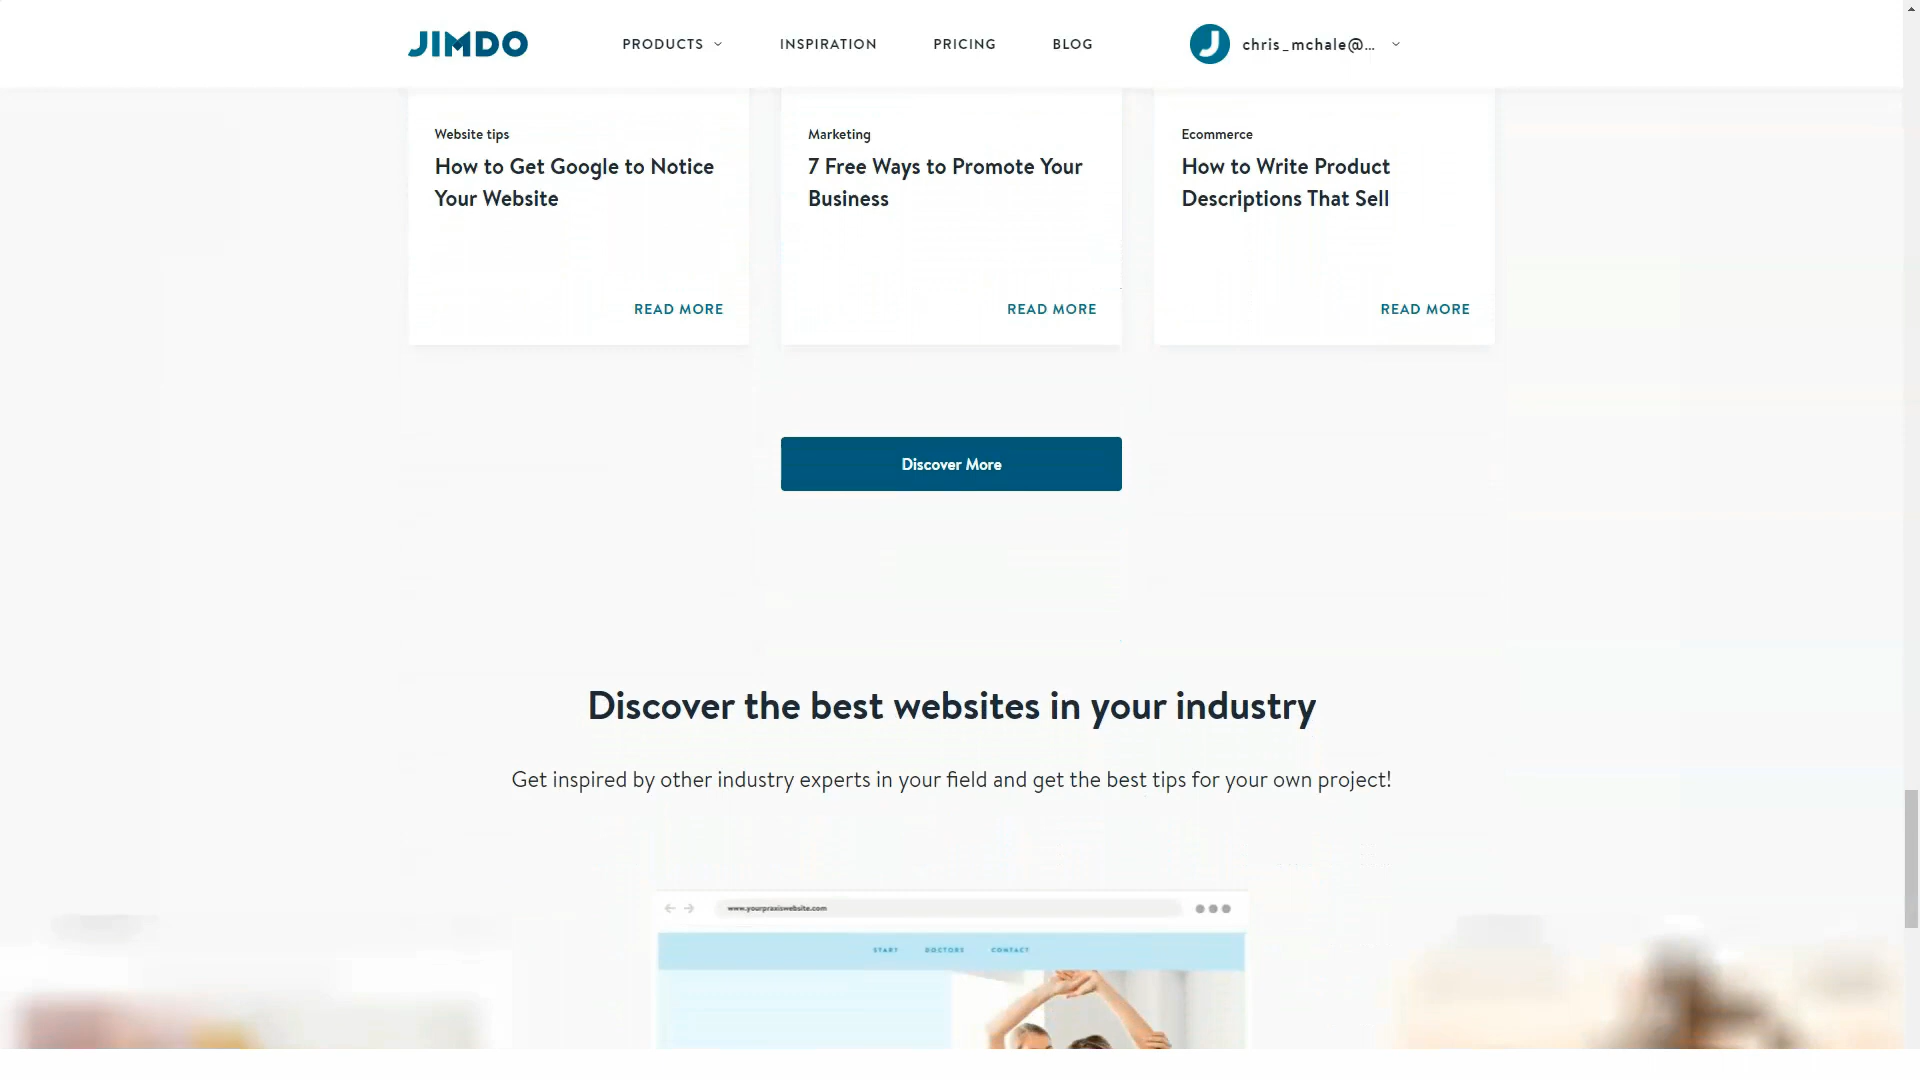 JIMDO
PRODUCTS
INSPIRATION
PRICING
BLOG
chris_mchale@...
Website tips
How to Get Google to Notice
Your Website
READ MORE
Marketing
7 Free Ways to Promote Your
Business
READ MORE
Ecommerce
How to Write Product
Descriptions That Sell
READ MORE
Discover More
Discover the best websites in your industry
Get inspired by other industry experts in your field and get the best tips for your own project!
www.yourpraxiswebsite.com
START
DOCTORS
CONTACT